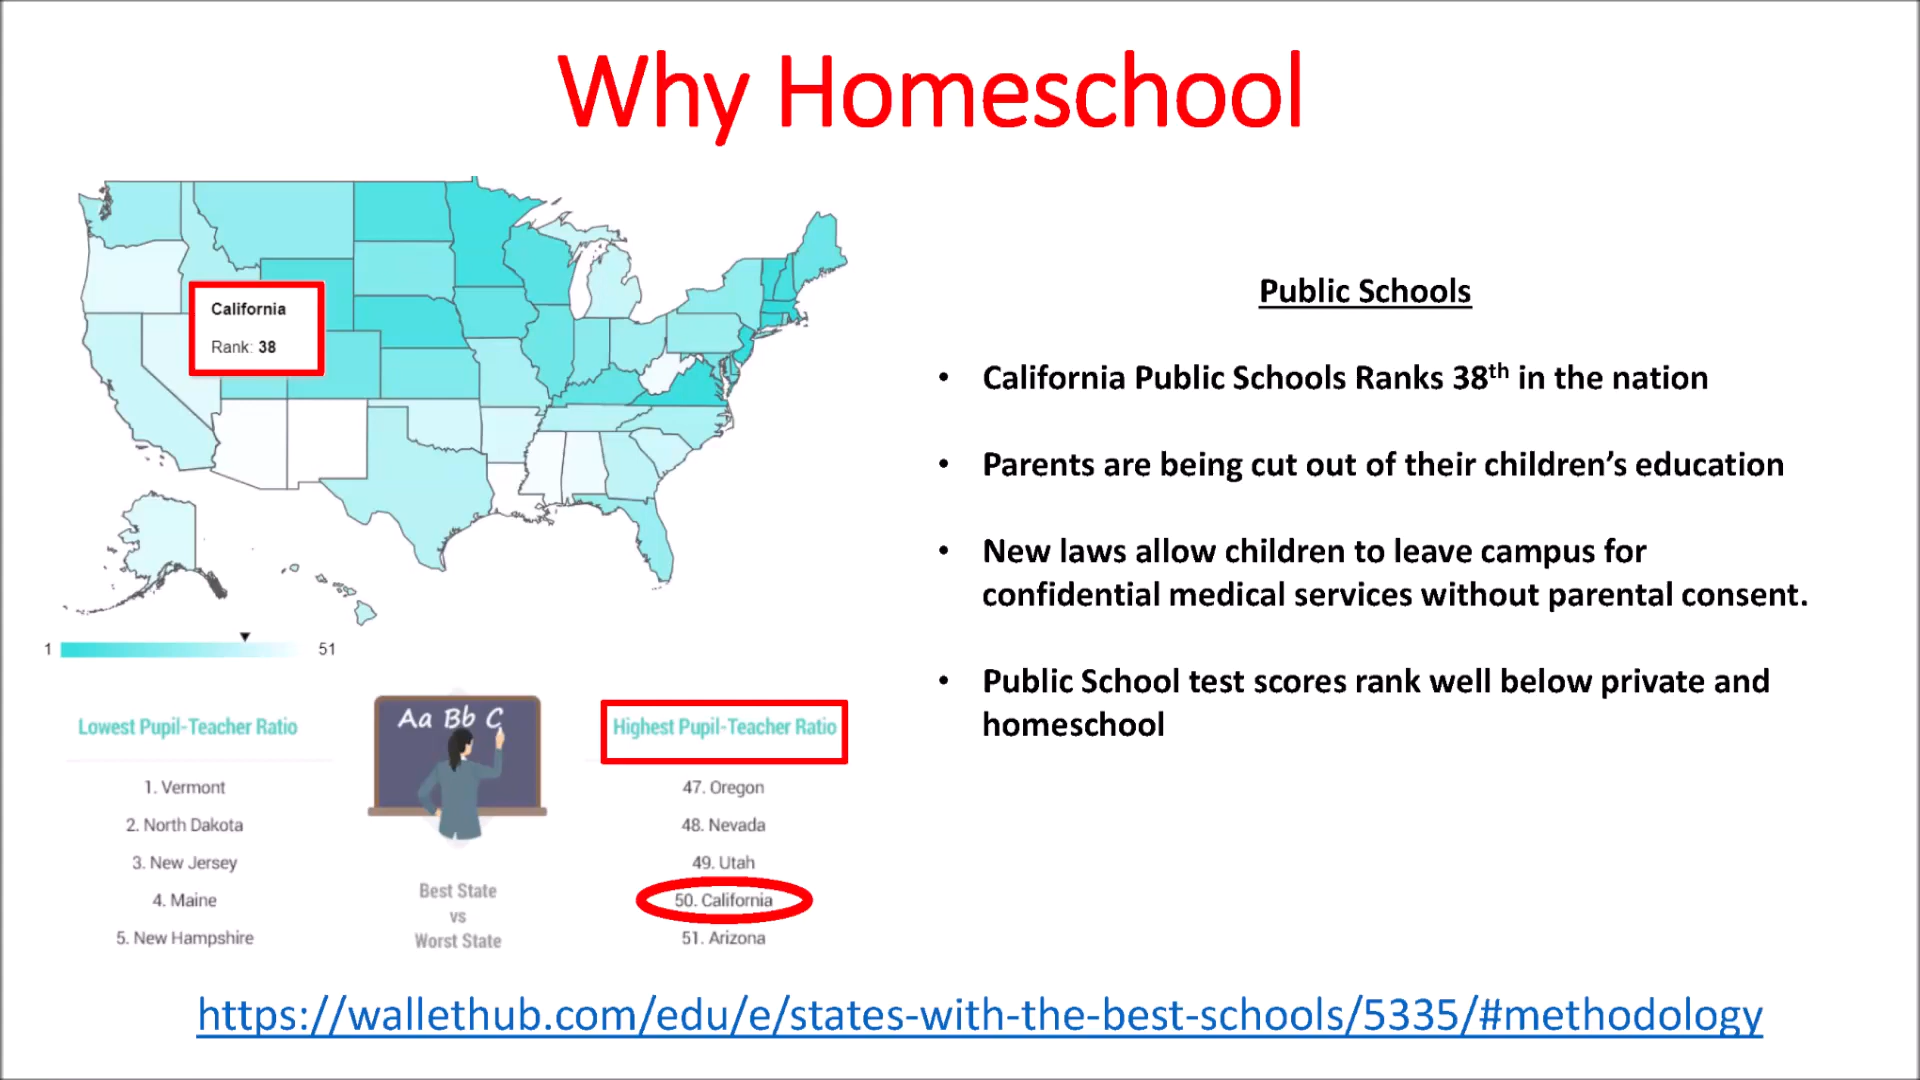 Why Homeschool
California
Rank: 38
1
51
Lowest Pupil-Teacher Ratio
1. Vermont
2. North Dakota
3. New Jersey
4. Maine
5. New Hampshire
Aa Bb C
Best State
vs
Worst State
Highest Pupil-Teacher Ratio
47. Oregon
48. Nevada
49. Utah
50. California
51. Arizona
Public Schools
• California Public Schools Ranks 38th in the nation
• Parents are being cut out of their children’s education
• New laws allow children to leave campus for
confidential medical services without parental consent.
• Public School test scores rank well below private and
homeschool
https://wallethub.com/edu/e/states-with-the-best-schools/5335/#methodology